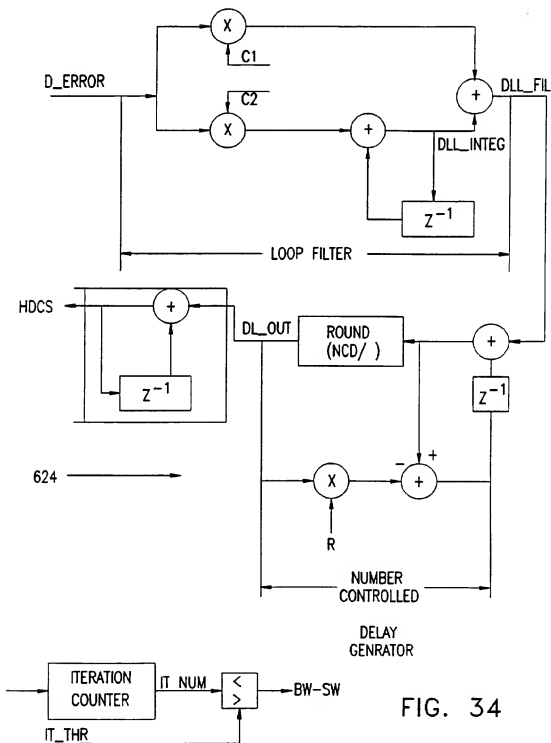 X
C1
D_ERROR
C2
X
+
+
DLL_FIL
DLL_INTEG
Z⁻¹
LOOP FILTER
HDCS
+
DL_OUT
ROUND
(NCD/ )
+
Z⁻¹
Z⁻¹
624
X
R
- +
+
NUMBER
CONTROLLED
DELAY
GENRATOR
ITERATION
COUNTER
IT_NUM
<
>
BW-SW
IT_THR
FIG. 34